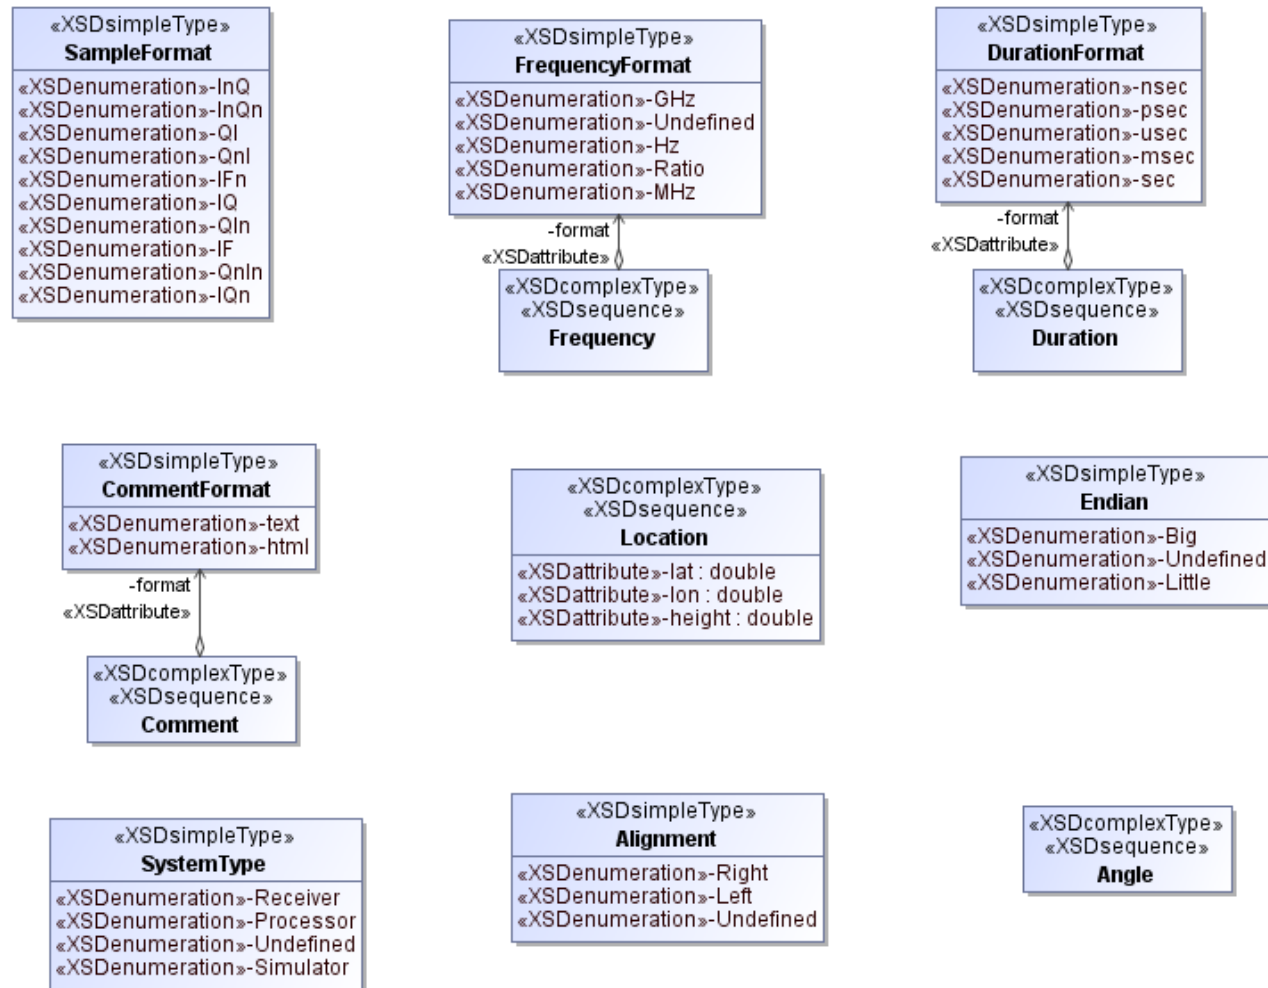 «XSDsimpleType»
SampleFormat
«XSDenumeration»-InQ
«XSDenumeration»-InQn
«XSDenumeration»-QI
«XSDenumeration»-QnI
«XSDenumeration»-IFn
«XSDenumeration»-IQ
«XSDenumeration»-QIn
«XSDenumeration»-IF
«XSDenumeration»-QnIn
«XSDenumeration»-IQn
«XSDsimpleType»
FrequencyFormat
«XSDenumeration»-GHz
«XSDenumeration»-Undefined
«XSDenumeration»-Hz
«XSDenumeration»-Ratio
«XSDenumeration»-MHz
-format
«XSDattribute»
«XSDcomplexType»
«XSDsequence»
Frequency
«XSDsimpleType»
DurationFormat
«XSDenumeration»-nsec
«XSDenumeration»-psec
«XSDenumeration»-usec
«XSDenumeration»-msec
«XSDenumeration»-sec
-format
«XSDattribute»
«XSDcomplexType»
«XSDsequence»
Duration
«XSDsimpleType»
CommentFormat
«XSDenumeration»-text
«XSDenumeration»-html
-format
«XSDattribute»
«XSDcomplexType»
«XSDsequence»
Comment
«XSDcomplexType»
«XSDsequence»
Location
«XSDattribute»-lat : double
«XSDattribute»-lon : double
«XSDattribute»-height : double
«XSDsimpleType»
Endian
«XSDenumeration»-Big
«XSDenumeration»-Undefined
«XSDenumeration»-Little
«XSDsimpleType»
SystemType
«XSDenumeration»-Receiver
«XSDenumeration»-Processor
«XSDenumeration»-Undefined
«XSDenumeration»-Simulator
«XSDsimpleType»
Alignment
«XSDenumeration»-Right
«XSDenumeration»-Left
«XSDenumeration»-Undefined
«XSDcomplexType»
«XSDsequence»
Angle